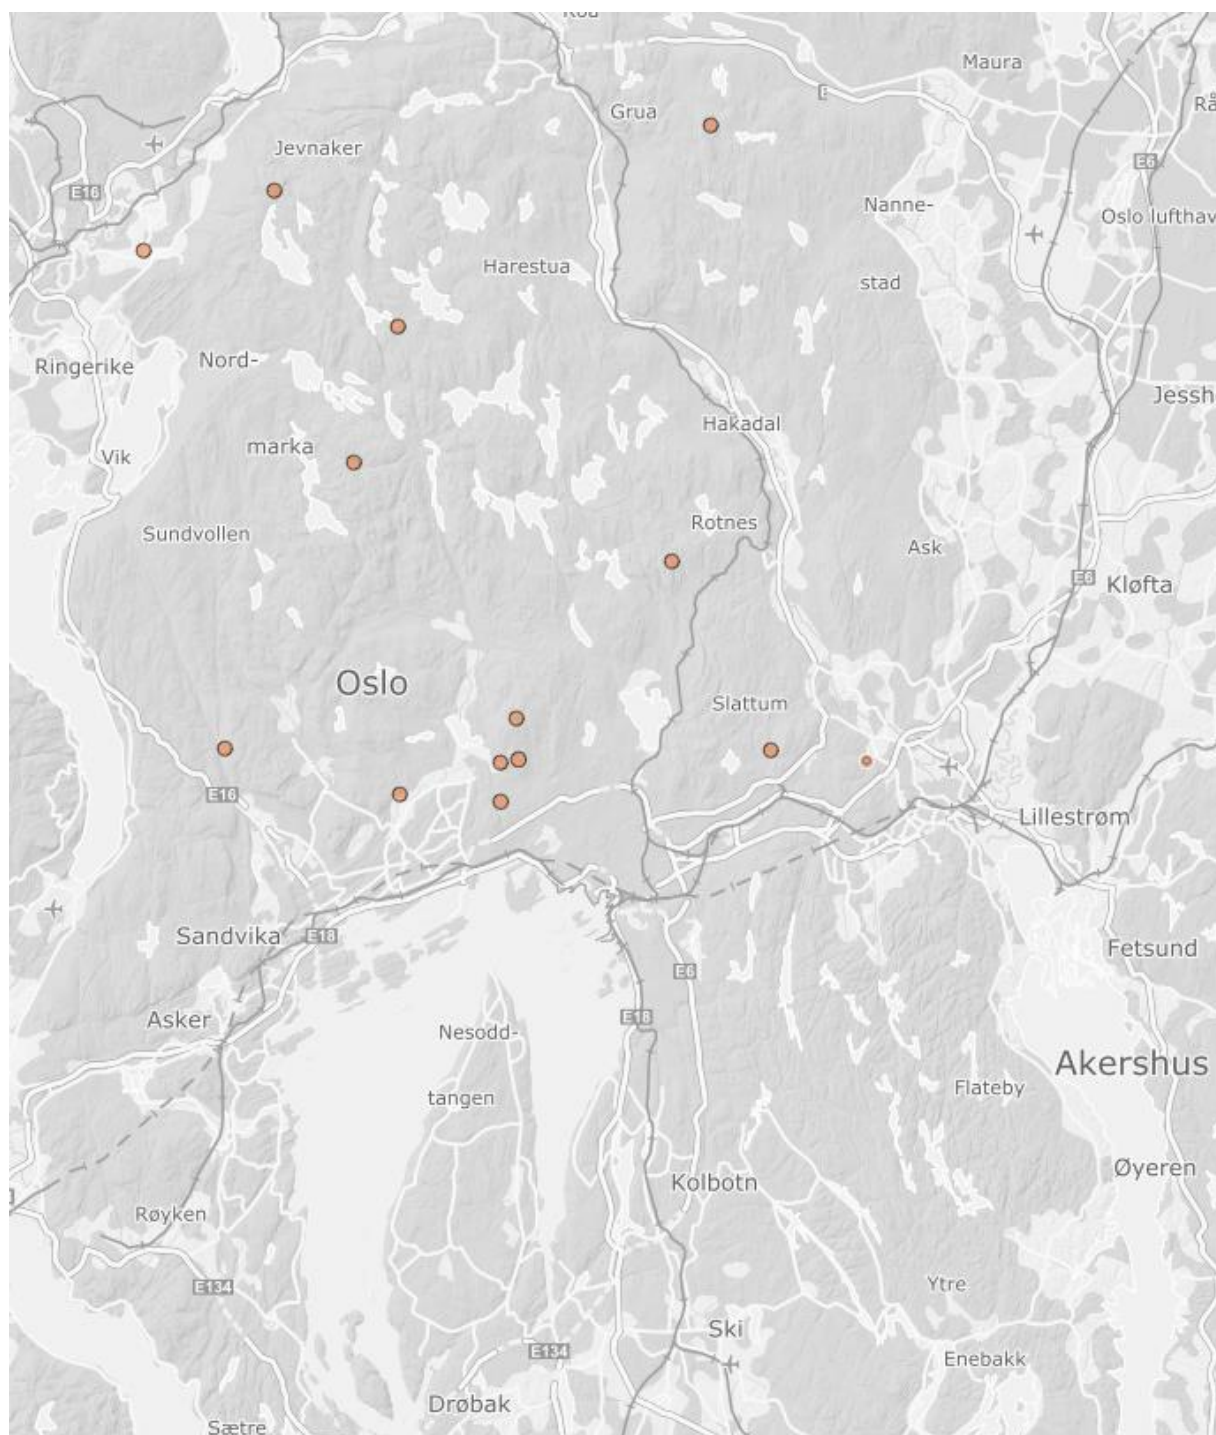 Roa
Maura
Grua
Rå
Jevnaker
E6
E16
Nanne-
Oslo lufthav
Harestua
stad
Nord-
Ringerike
Jessh
Hakadal
marka
Vik
Rotnes
Sundvollen
Ask
E6
Kløfta
Oslo
Slattum
E16
Lillestrøm
Sandvika
E18
Fetsund
E6
Asker
E18
Nesodd-
Akershus
Flateby
tangen
Øyeren
Kolbotn
Røyken
E134
Ytre
Ski
E134
Enebakk
Drøbak
Sætre